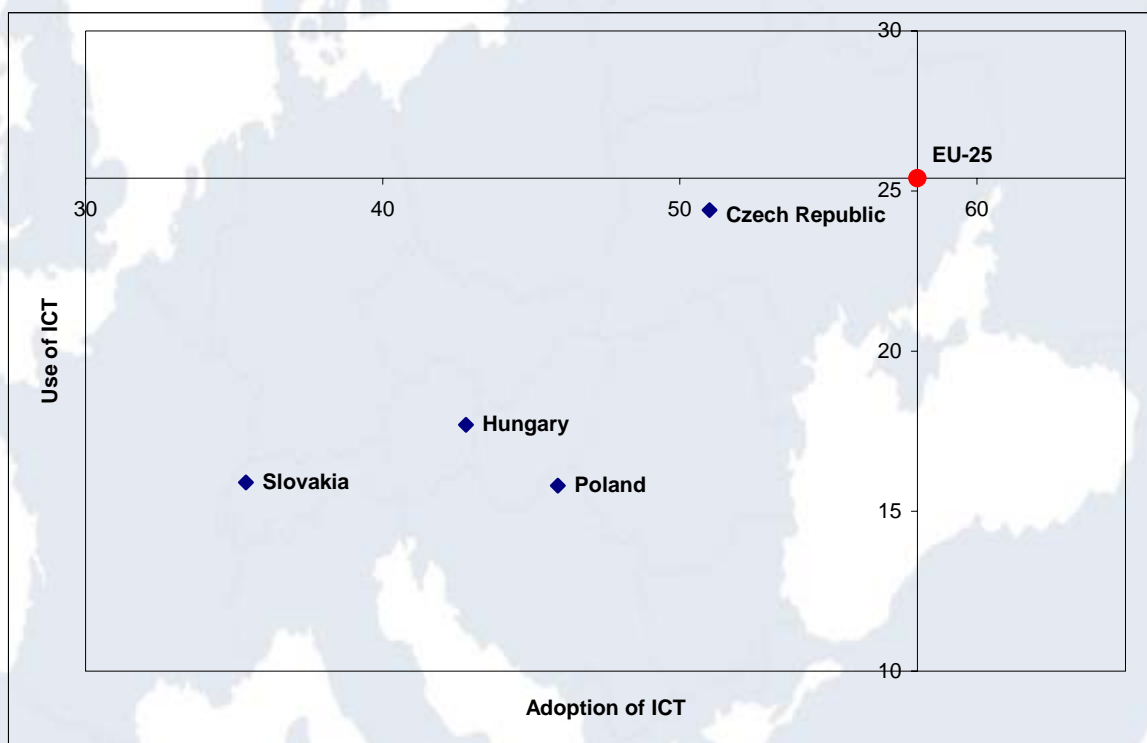 30
EU-25
25
30
40
50
60
Czech Republic
Use of ICT
20
Hungary
Slovakia
Poland
15
10
Adoption of ICT